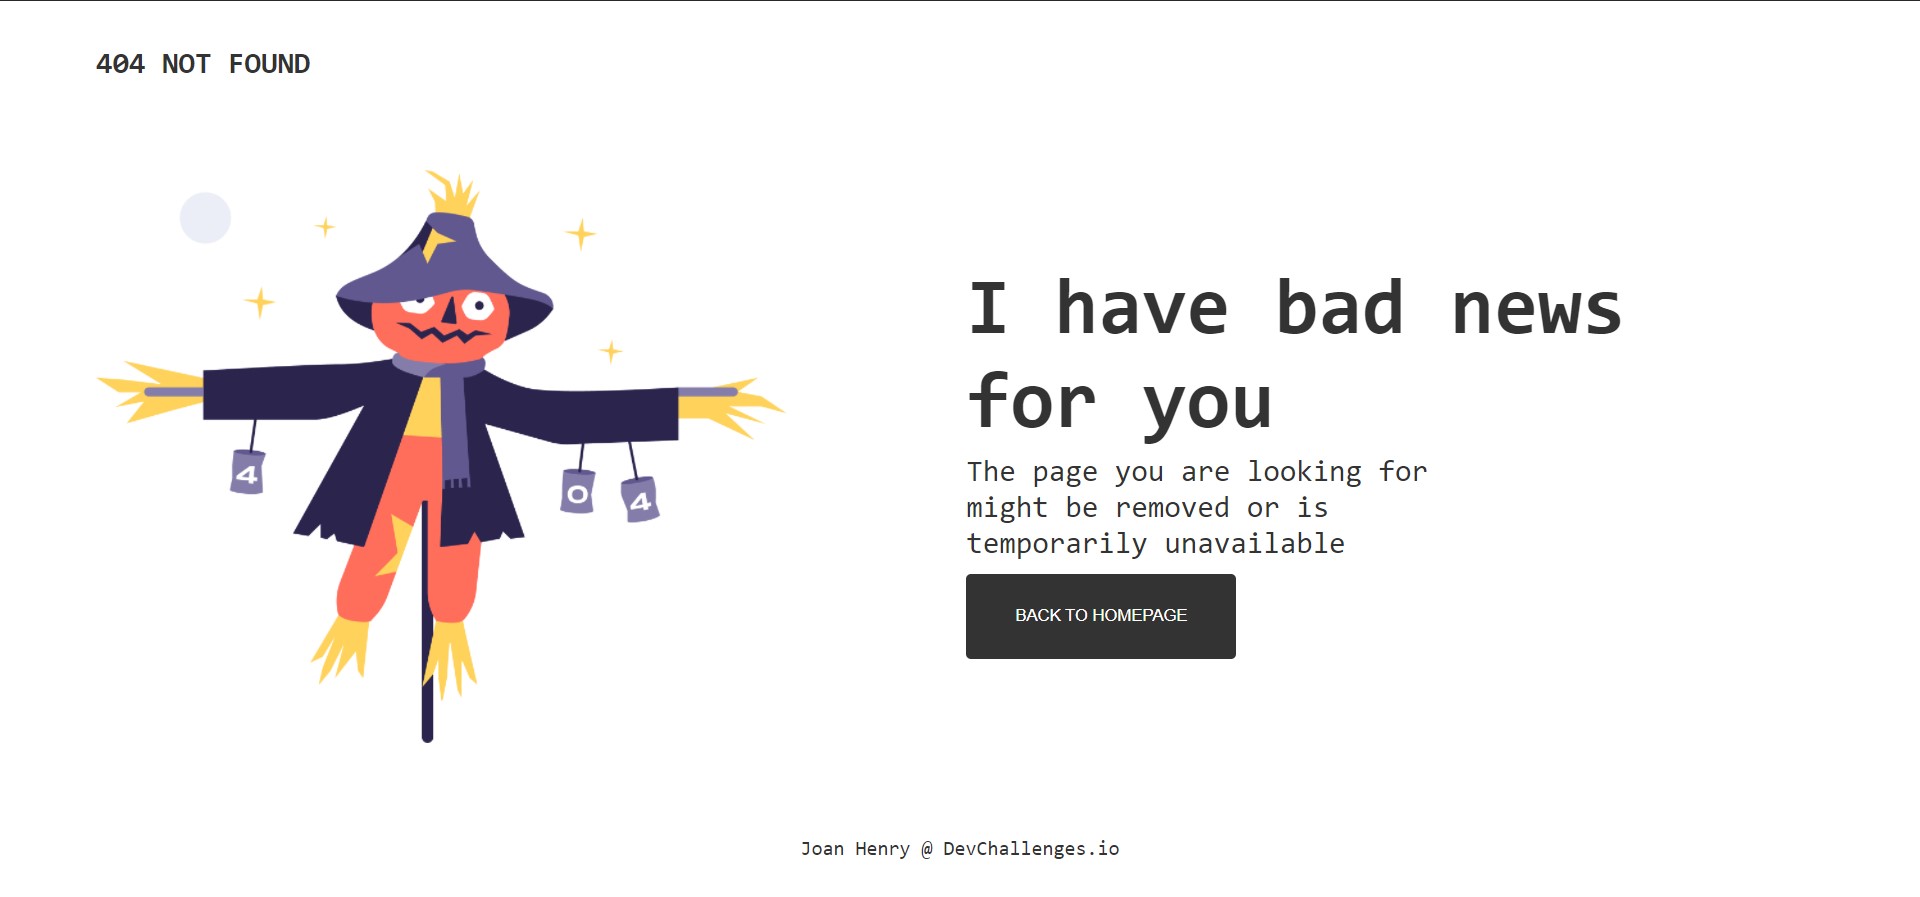 404 NOT FOUND
4
0
4
I have bad news
for you
The page you are looking for
might be removed or is
temporarily unavailable
BACK TO HOMEPAGE
Joan Henry @ DevChallenges.io